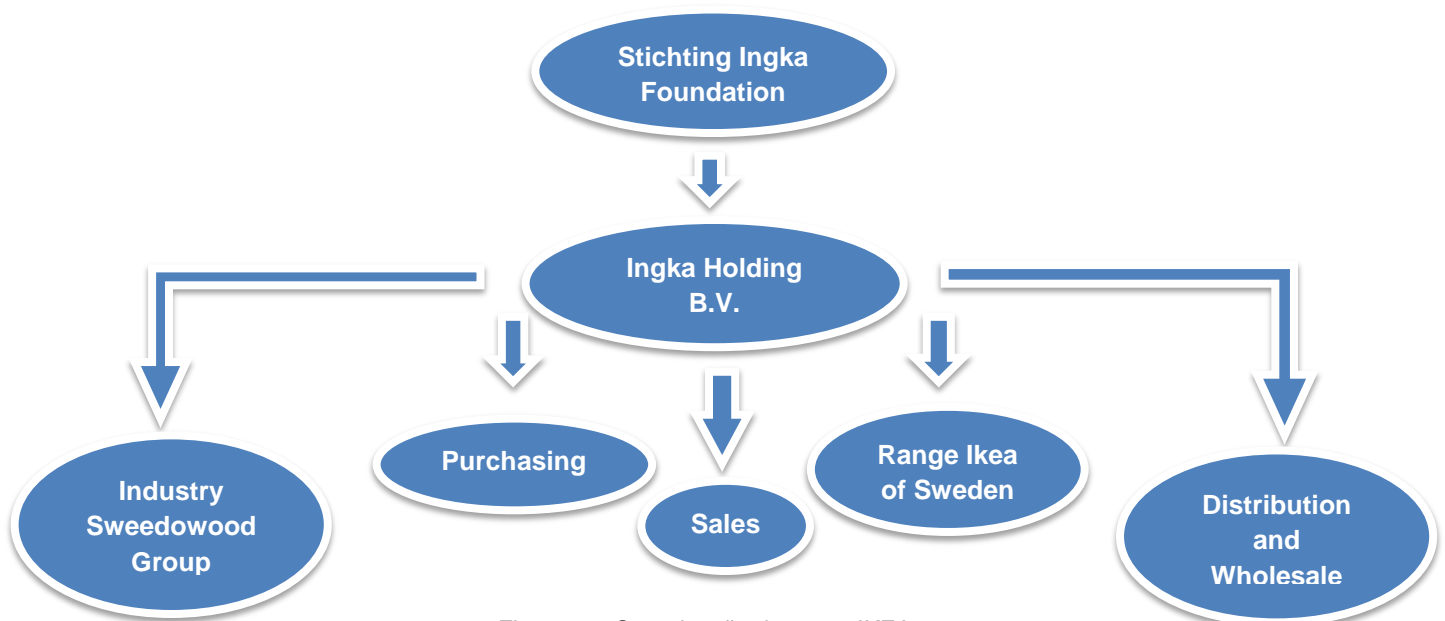 Stichting Ingka
Foundation
Ingka Holding
B.V.
Industry
Sweedowood
Group
Purchasing
Sales
Range Ikea
of Sweden
Distribution
and
Wholesale